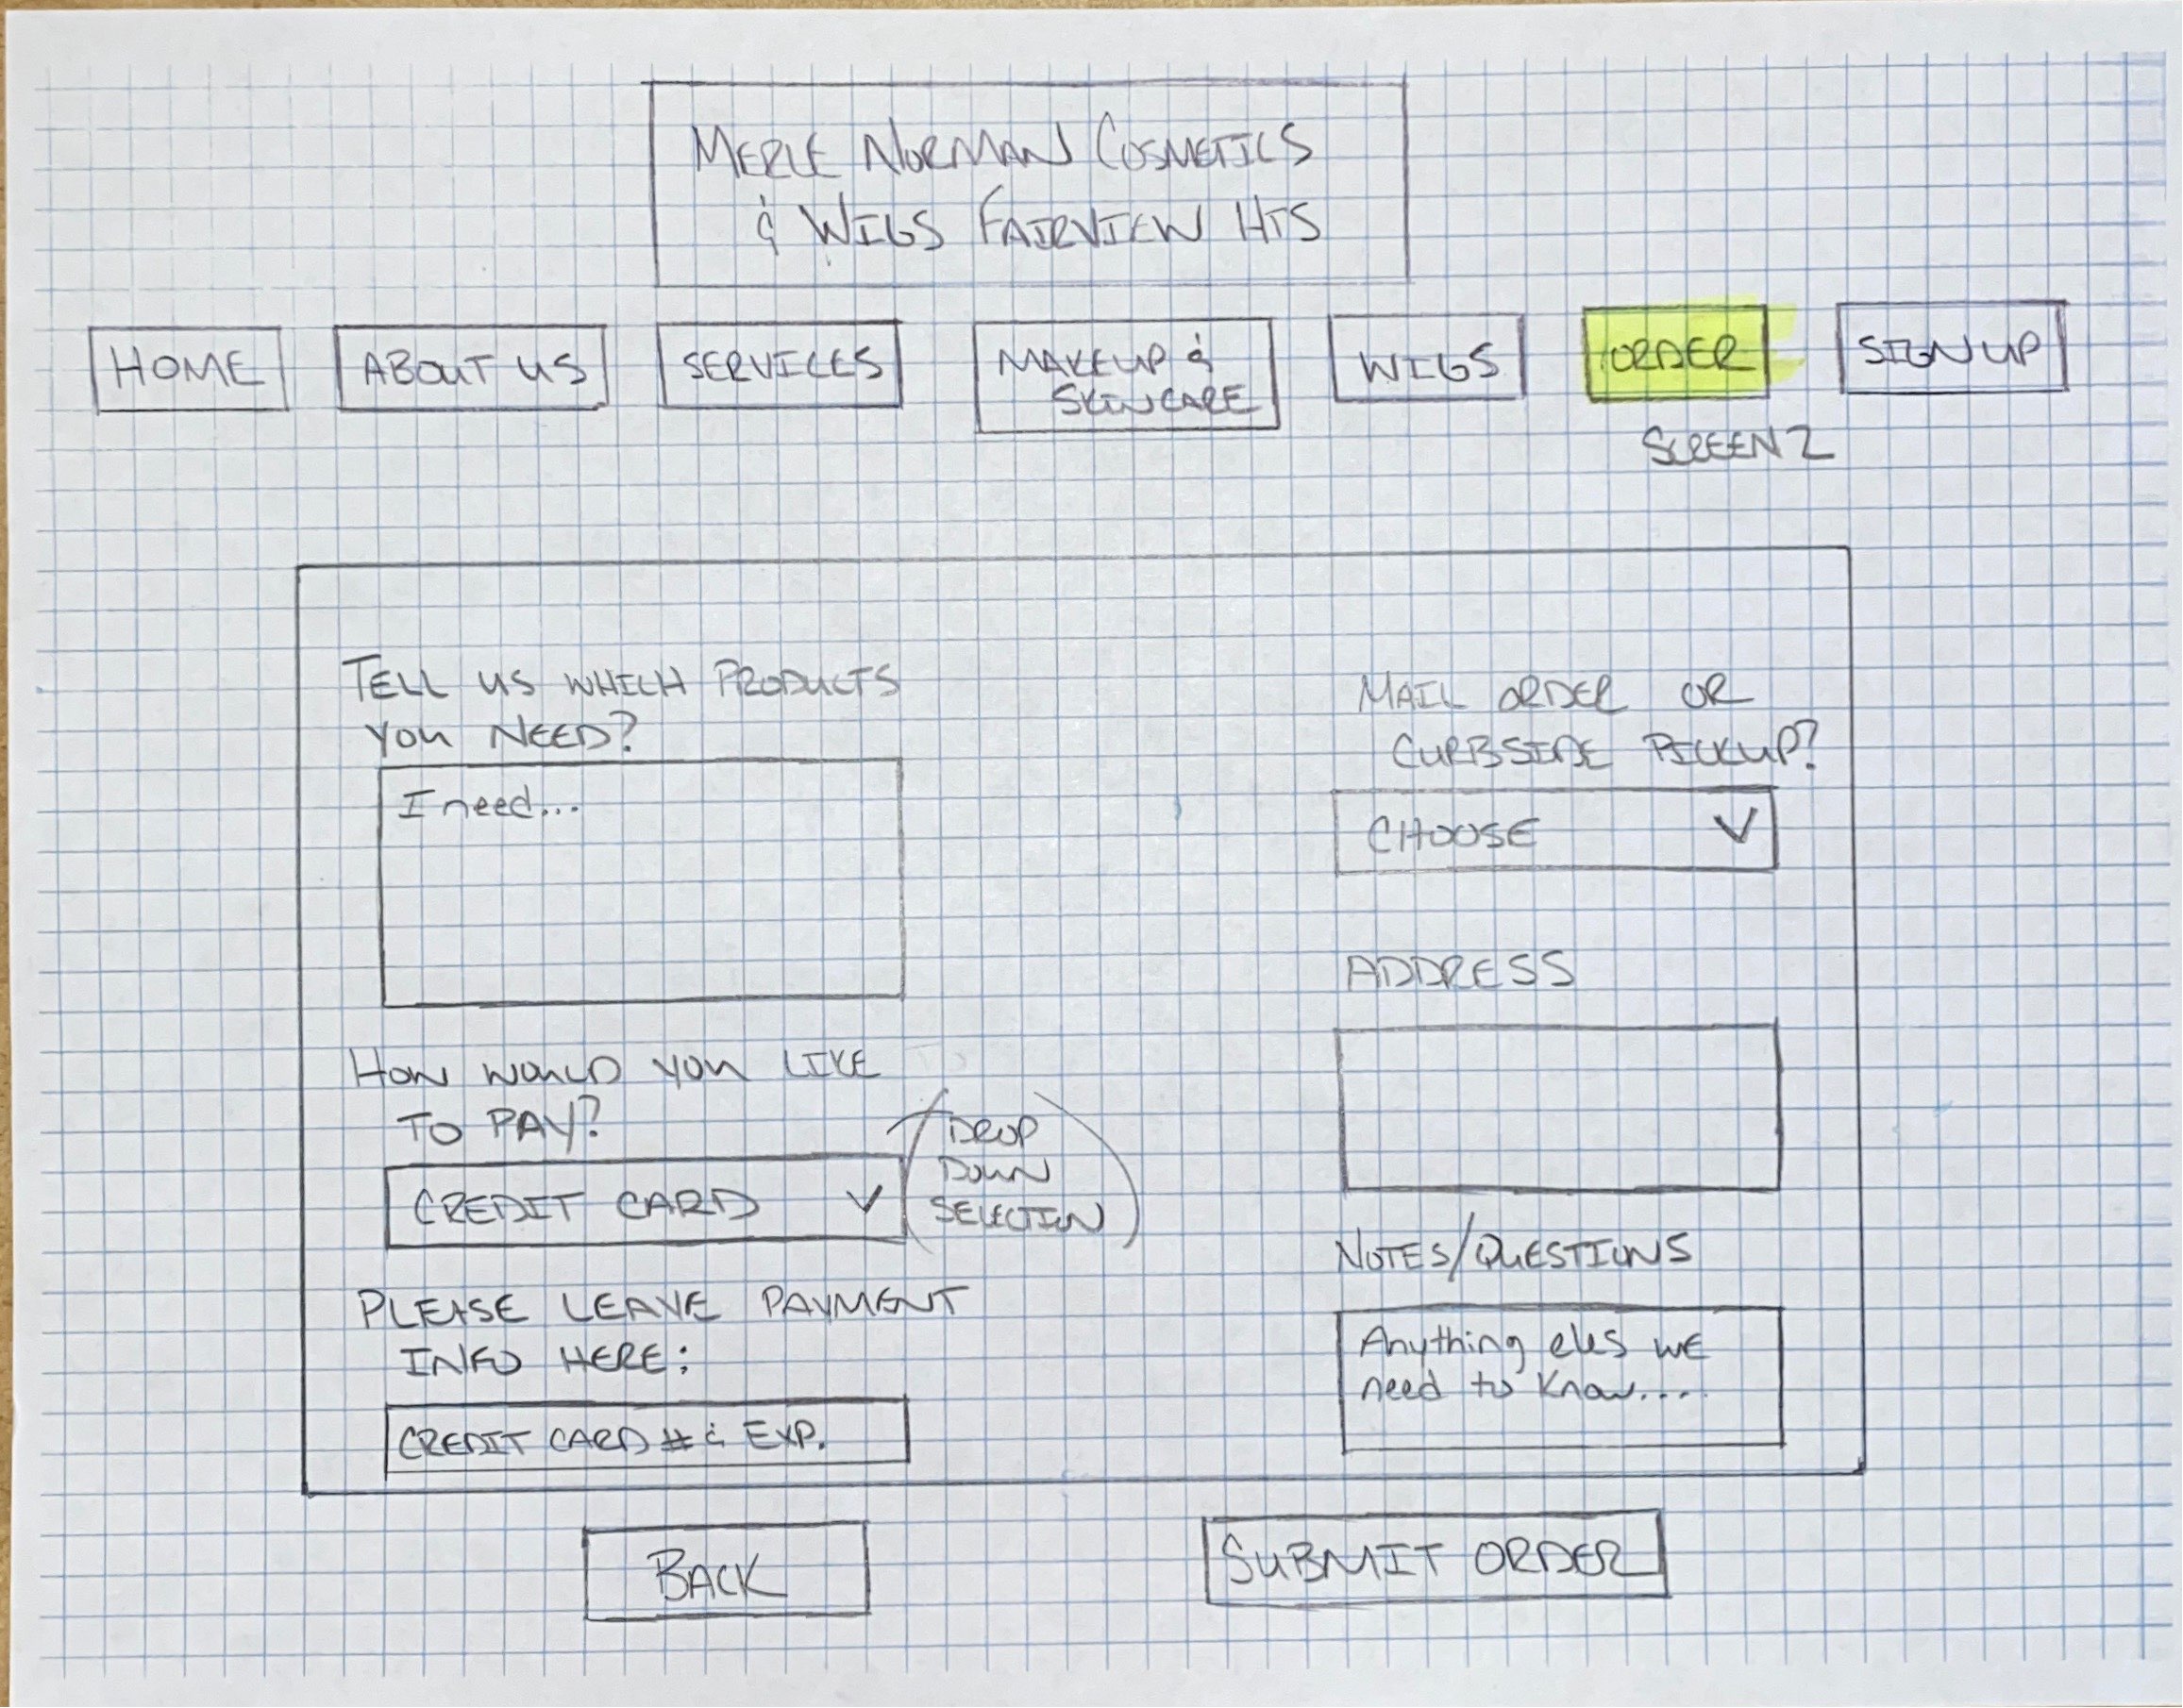 MERLE NORMAN COSMETICS
& WIGS FAIRVIEW HTS
HOME
ABOUT US
SERVICES
MAKEUP &
SKINCARE
WIGS
ORDER
SIGN UP
SCREEN 2
TELL US WHICH PRODUCTS
YOU NEED?
I need...
HOW WOULD YOU LIKE
TO PAY?
CREDIT CARD V
DROP
DOWN
SELECTION
PLEASE LEAVE PAYMENT
INFO HERE:
CREDIT CARD # & EXP.
MAIL ORDER OR
CURBSIDE PICKUP?
CHOOSE V
ADDRESS
NOTES/QUESTIONS
Anything eles WE
need to know....
BACK
SUBMIT ORDER